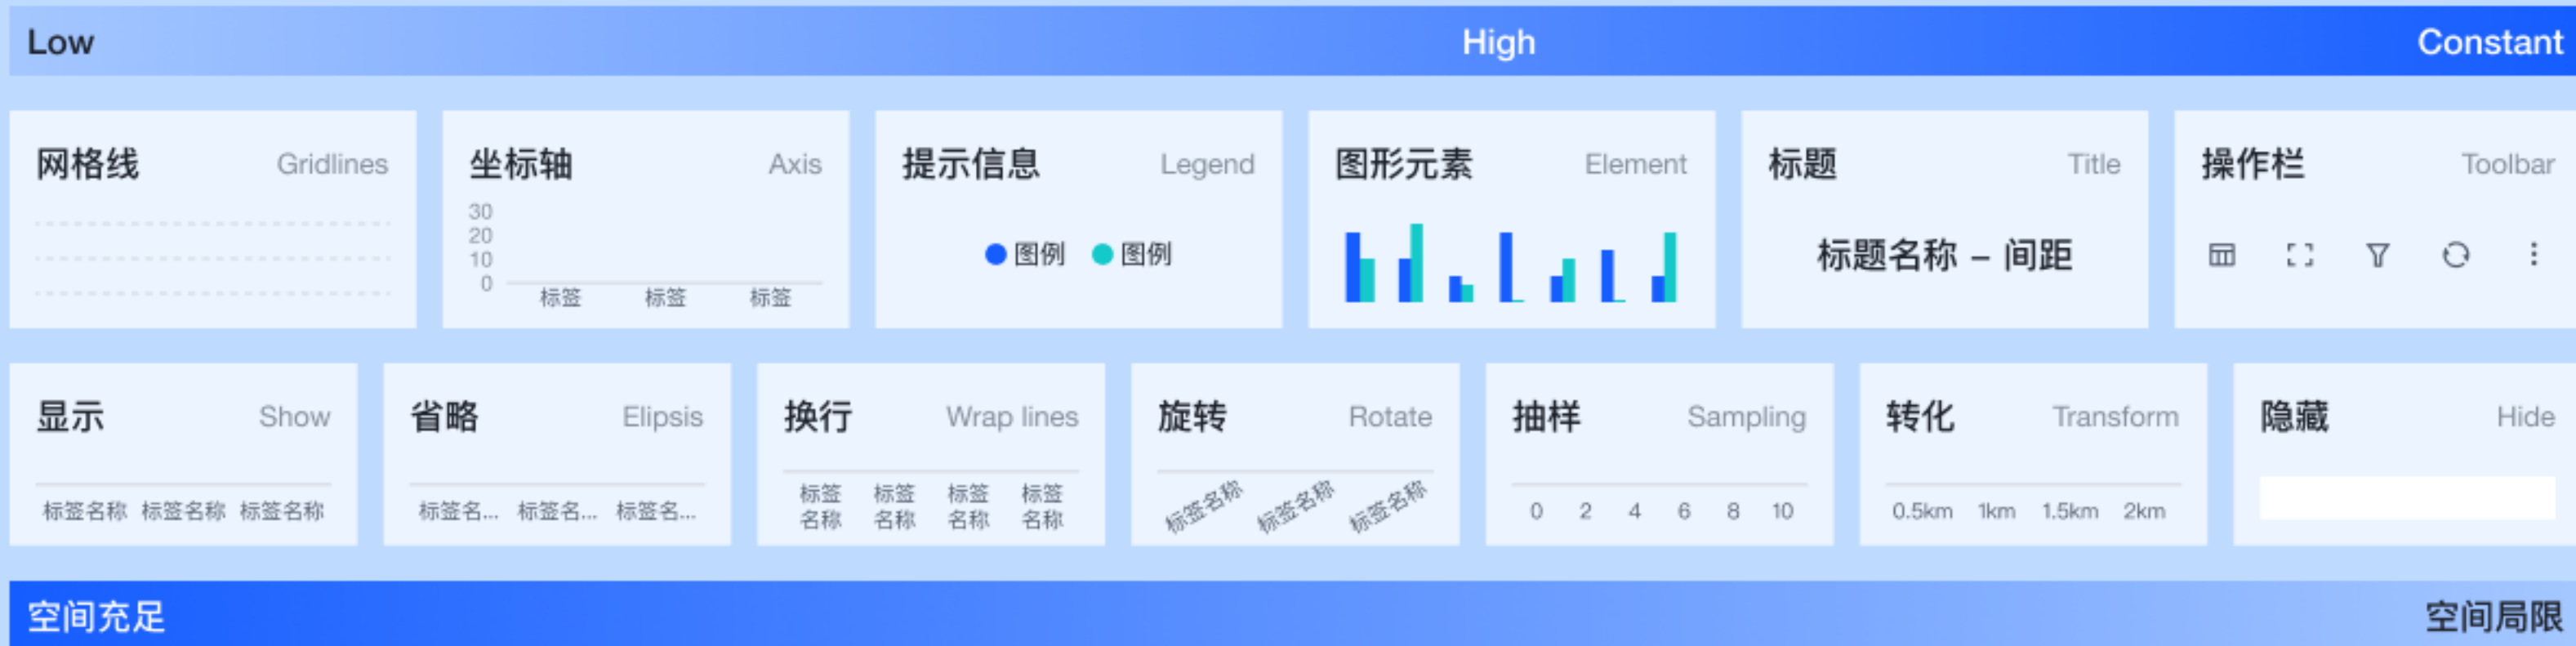 Low High Constant
网格线 Gridlines
坐标轴 Axis
30
20
10
0
标签 标签 标签
提示信息 Legend
图例 图例
图形元素 Element
标题 Title
标题名称 – 间距
操作栏 Toolbar
显示 Show
标签名称 标签名称 标签名称
省略 Elipsis
标签名... 标签名... 标签名...
换行 Wrap lines
标签 标签 标签 标签
名称 名称 名称 名称
旋转 Rotate
标签名称 标签名称 标签名称
抽样 Sampling
0 2 4 6 8 10
转化 Transform
0.5km 1km 1.5km 2km
隐藏 Hide
空间充足 空间局限